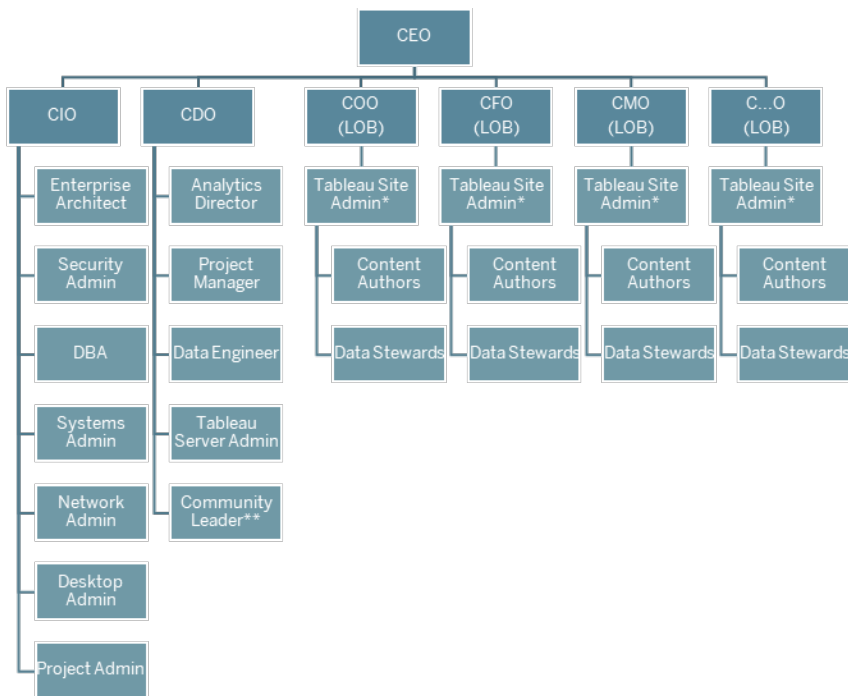 CEO
CIO
CDO
COO
(LOB)
CFO
(LOB)
CMO
(LOB)
C...O
(LOB)
Enterprise
Architect
Analytics
Director
Tableau Site
Admin*
Tableau Site
Admin*
Tableau Site
Admin*
Tableau Site
Admin*
Security
Admin
Project
Manager
Content
Authors
Content
Authors
Content
Authors
Content
Authors
DBA
Data Engineer
Data Stewards
Data Stewards
Data Stewards
Data Stewards
Systems
Admin
Tableau
Server Admin
Network
Admin
Community
Leader**
Desktop
Admin
Project Admin